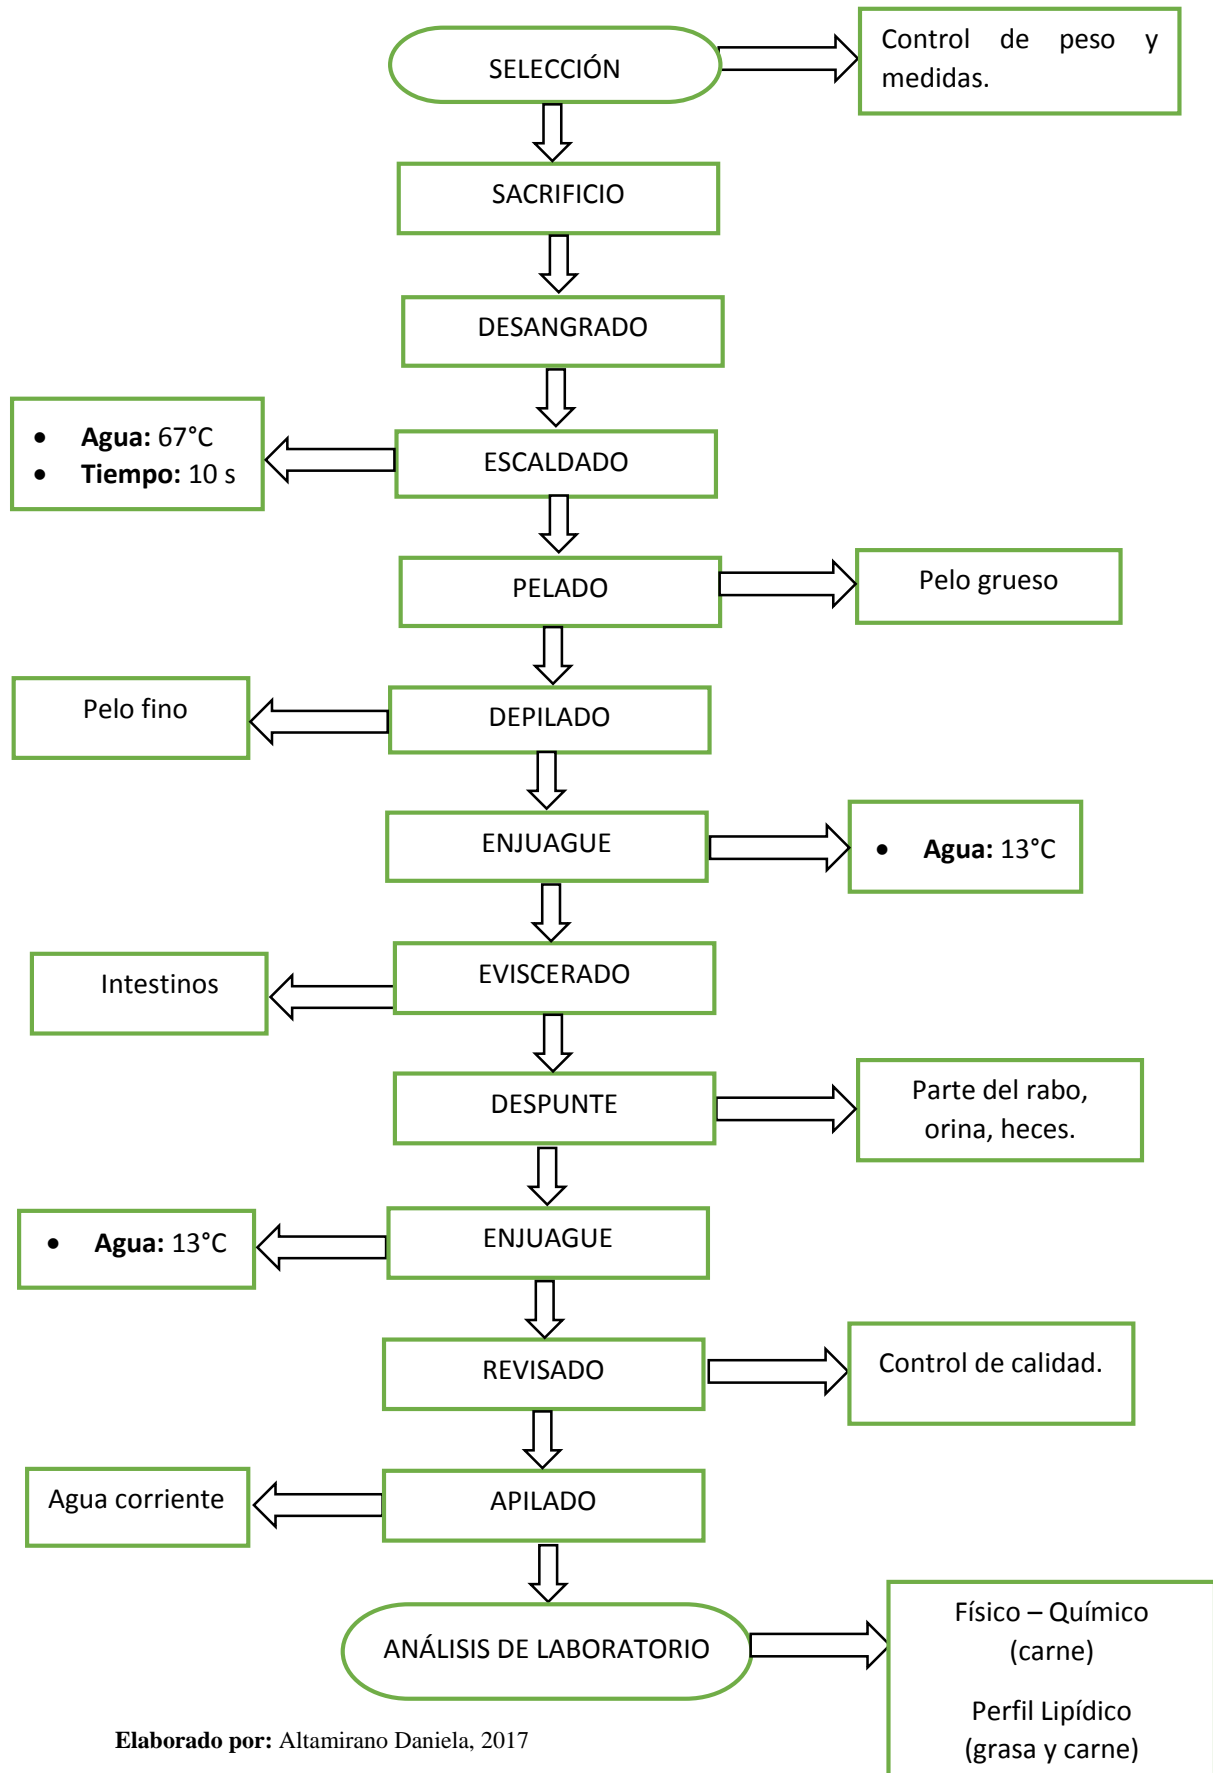 SELECCIÓN
Control de peso y
medidas.
SACRIFICIO
DESANGRADO
• Agua: 67°C
• Tiempo: 10 s
ESCALDADO
PELADO
Pelo grueso
Pelo fino
DEPILADO
ENJUAGUE
• Agua: 13°C
Intestinos
EVISCERADO
DESPUNTE
Parte del rabo,
orina, heces.
• Agua: 13°C
ENJUAGUE
REVISADO
Control de calidad.
Agua corriente
APILADO
ANÁLISIS DE LABORATORIO
Físico – Químico
(carne)
Perfil Lipídico
(grasa y carne)
Elaborado por: Altamirano Daniela, 2017